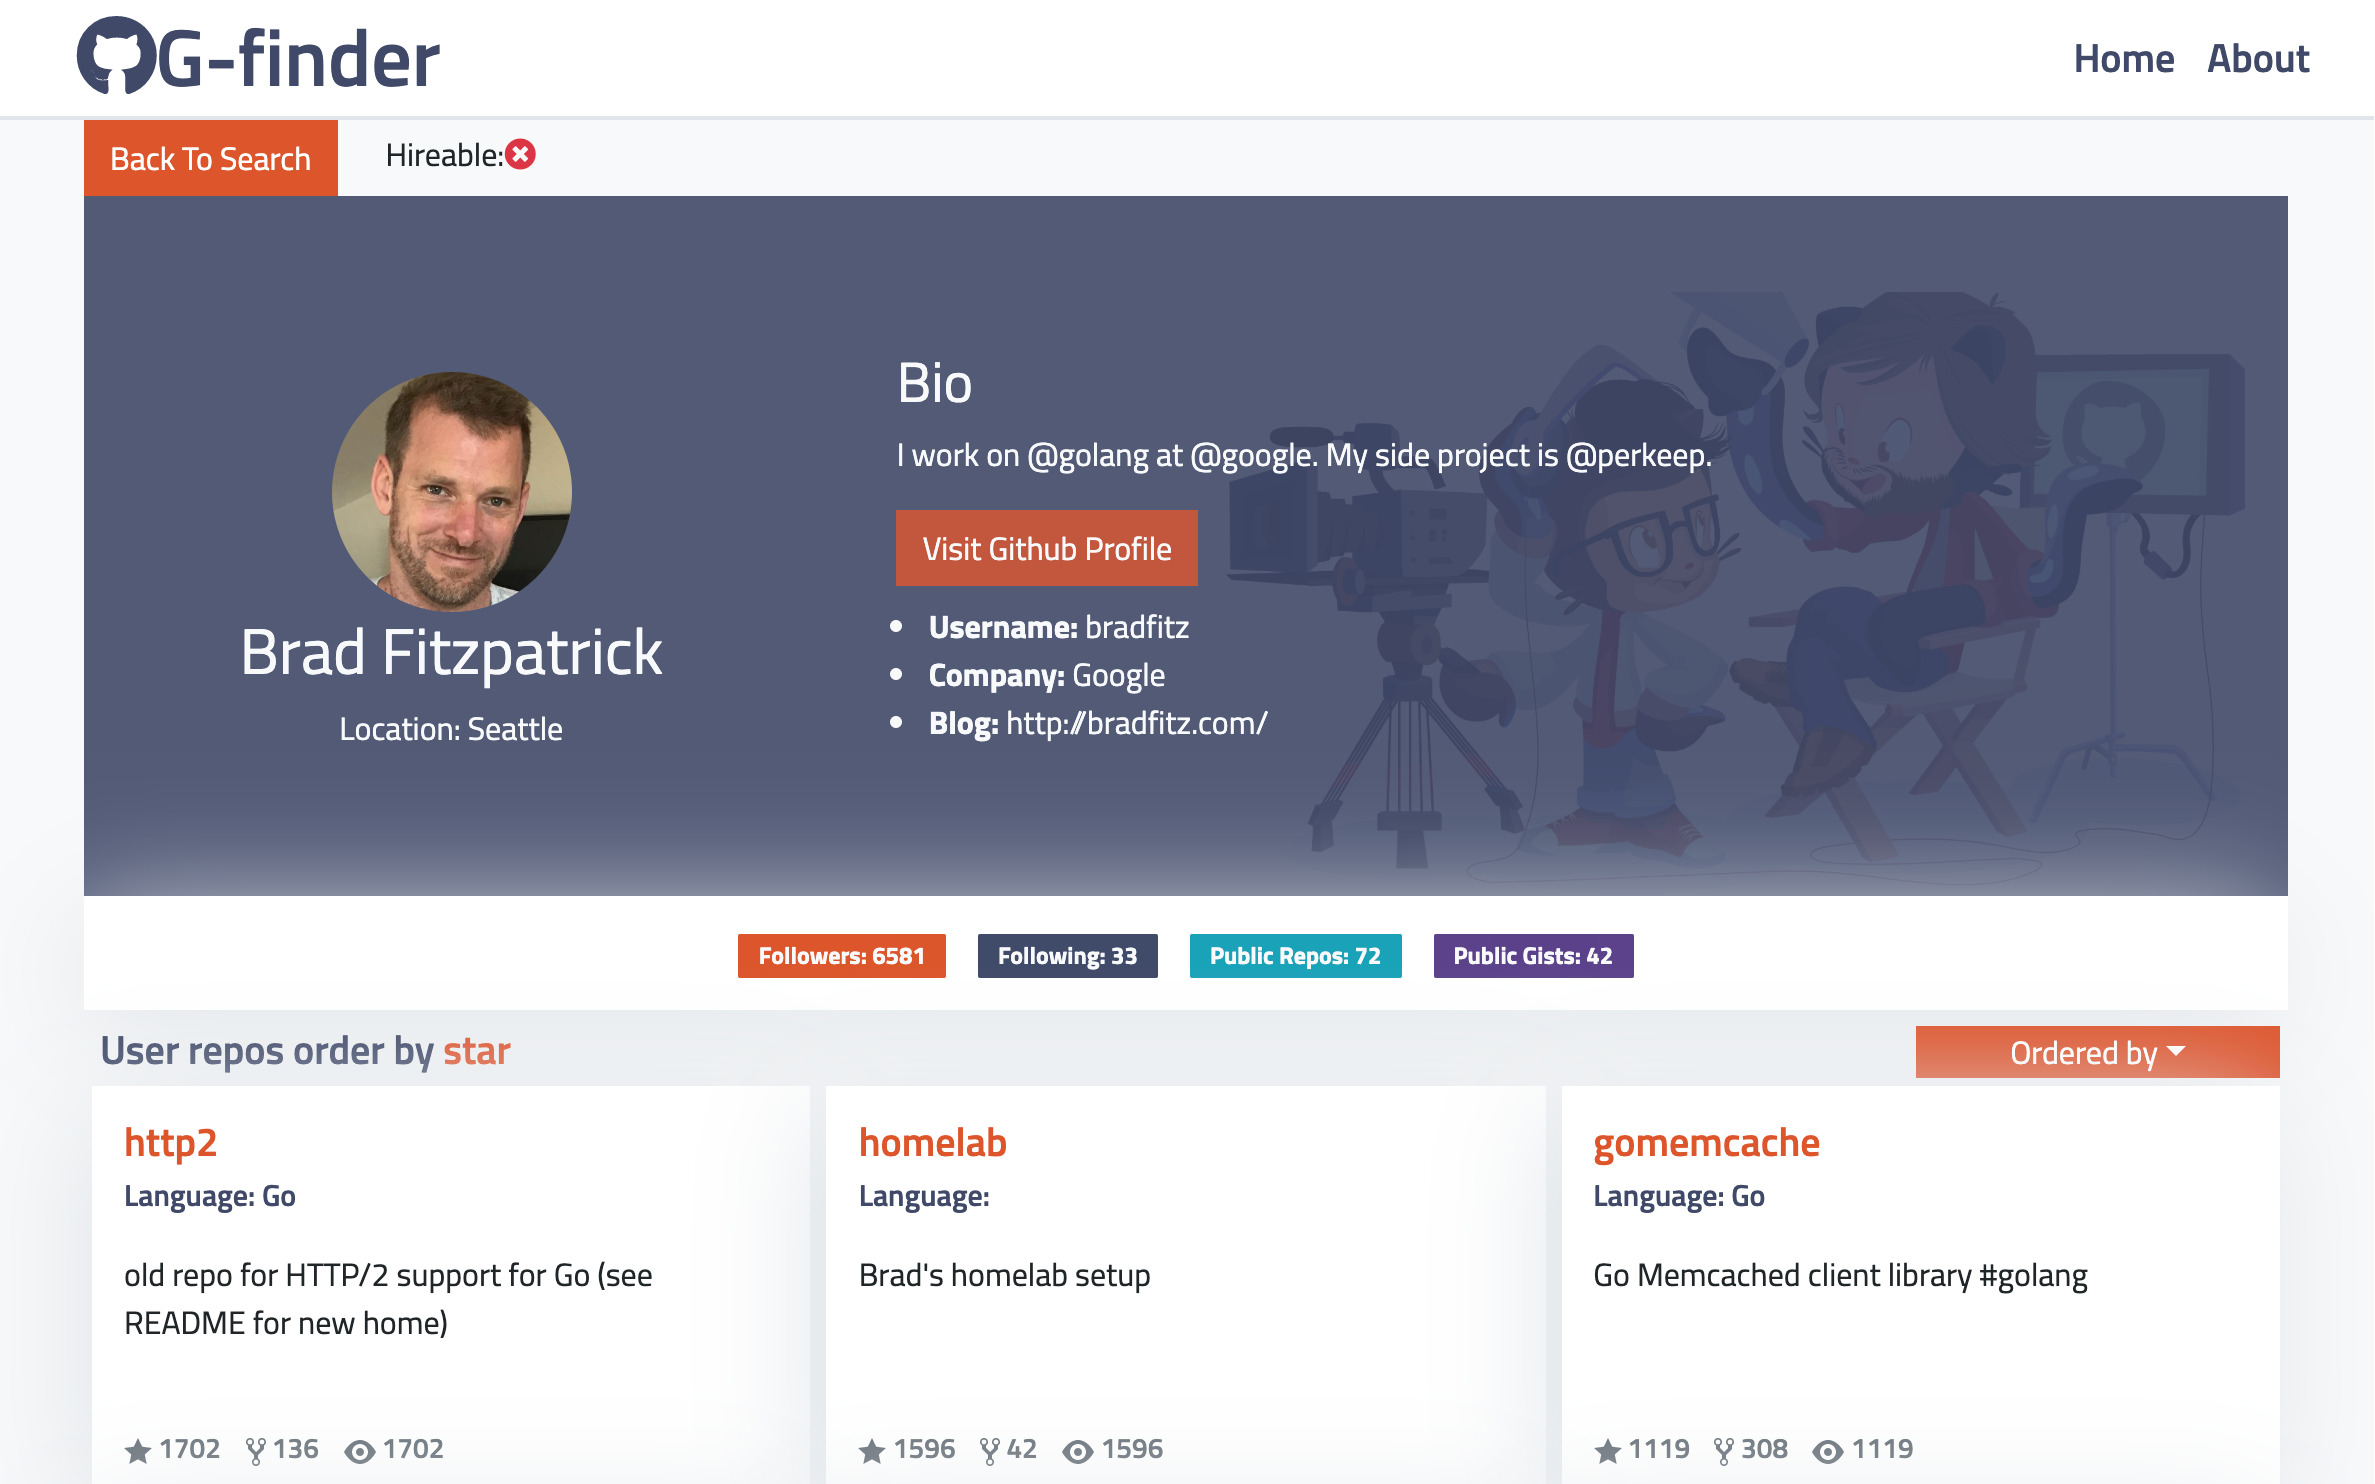 G-finder
Home About
Back To Search
Hireable:
Bio
I work on @golang at @google. My side project is @perkeep.
Visit Github Profile
Username: bradfitz
Company: Google
Blog: http://bradfitz.com/
Brad Fitzpatrick
Location: Seattle
Followers: 6581
Following: 33
Public Repos: 72
Public Gists: 42
User repos order by star
Ordered by
http2
Language: Go
old repo for HTTP/2 support for Go (see
README for new home)
1702 136 1702
homelab
Language:
Brad's homelab setup
1596 42 1596
gomemcache
Language: Go
Go Memcached client library #golang
1119 308 1119